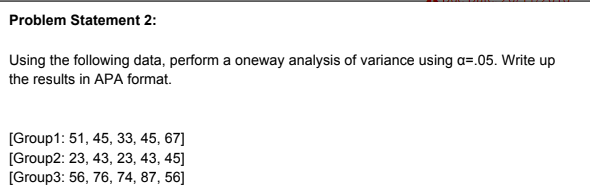 Problem Statement 2:
Using the following data, perform a oneway analysis of variance using α=.05. Write up
the results in APA format.
[Group1: 51, 45, 33, 45, 67]
[Group2: 23, 43, 23, 43, 45]
[Group3: 56, 76, 74, 87, 56]